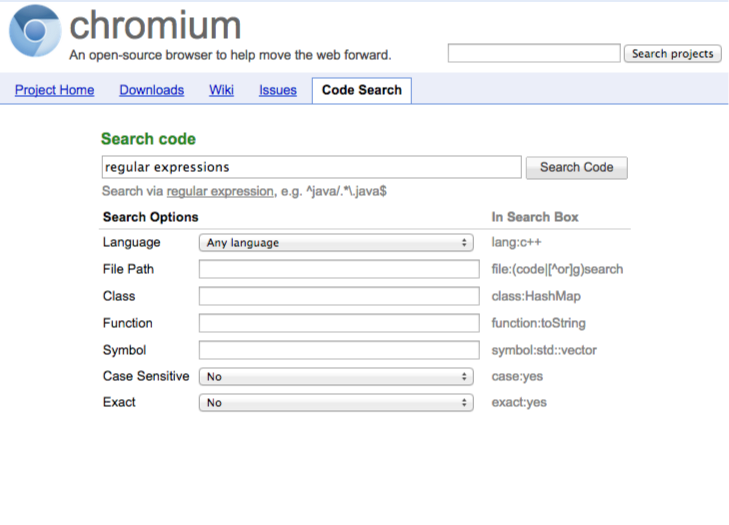 chromium
An open-source browser to help move the web forward.
Search projects
Project Home Downloads Wiki Issues Code Search
Search code
regular expressions Search Code
Search via regular expression, e.g. ^java/.*\.java$
Search Options In Search Box
Language Any language lang:c++
File Path file:(code|[^or]g)search
Class class:HashMap
Function function:toString
Symbol symbol:std::vector
Case Sensitive No case:yes
Exact No exact:yes